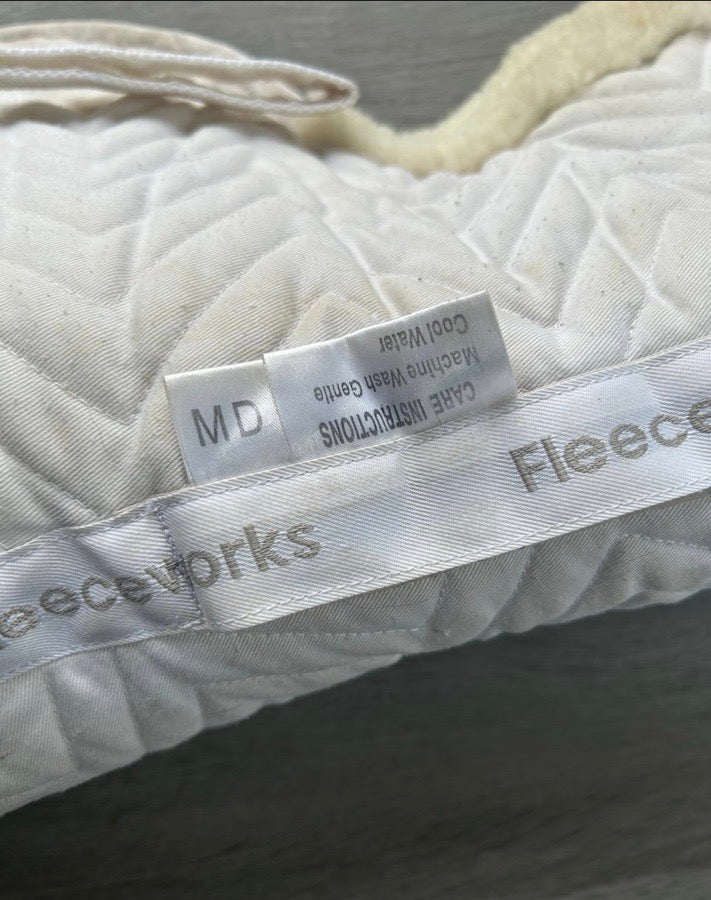 MD
CARE INSTRUCTIONS
Machine Wash Gentle
Cool Water
eeceworks
Fleece